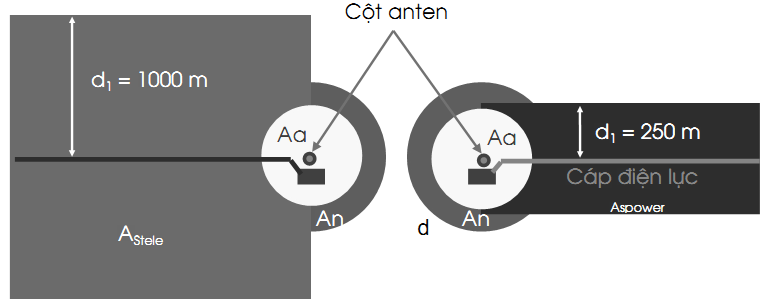 Cột anten
d₁ = 1000 m
Aa
An
AStele
Aa
d₁ = 250 m
Cáp điện lực
Aspower
An
d